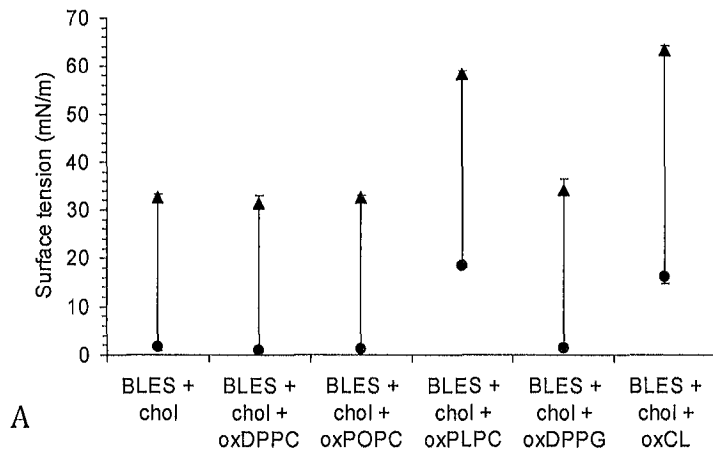 70
60
50
40
30
20
10
0
Surface tension (mN/m)
BLES +
chol
BLES +
chol +
oxDPPC
BLES +
chol +
oxPOPC
BLES +
chol +
oxPLPC
BLES +
chol +
oxDPPG
BLES +
chol +
oxCL
A